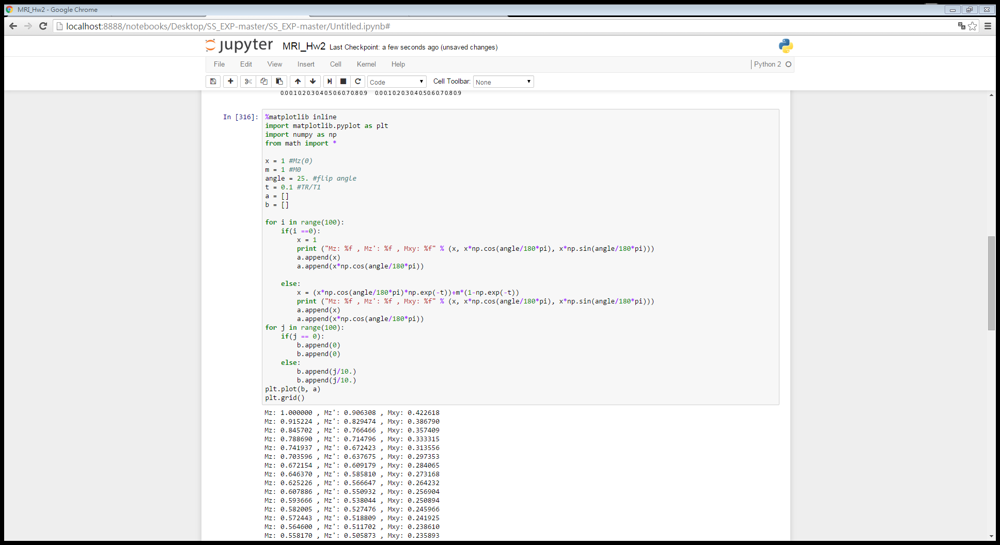 MRI_Hw2 - Google Chrome
localhost:8888/notebooks/Desktop/SS_EXP-master/SS_EXP-master/Untitled.ipynb#
jupyter MRI_Hw2 Last Checkpoint: a few seconds ago (unsaved changes)
File Edit View Insert Cell Kernel Help Python 2
Code Cell Toolbar: None
0.0 0.1 0.2 0.3 0.4 0.5 0.6 0.7 0.8 0.9 0.0 0.1 0.2 0.3 0.4 0.5 0.6 0.7 0.8 0.9
In [316]: %matplotlib inline
import matplotlib.pyplot as plt
import numpy as np
from math import *
x = 1 #Mz(0)
m = 1 #M0
angle = 25. #flip angle
t = 0.1 #TR/T1
a = []
b = []
for i in range(100):
    if(i ==0):
        x = 1
        print ("Mz: %f , Mz': %f , Mxy: %f" % (x, x*np.cos(angle/180*pi), x*np.sin(angle/180*pi)))
        a.append(x)
        a.append(x*np.cos(angle/180*pi))
    else:
        x = (x*np.cos(angle/180*pi)*np.exp(-t))+m*(1-np.exp(-t))
        print ("Mz: %f , Mz': %f , Mxy: %f" % (x, x*np.cos(angle/180*pi), x*np.sin(angle/180*pi)))
        a.append(x)
        a.append(x*np.cos(angle/180*pi))
for j in range(100):
    if(j == 0):
        b.append(0)
        b.append(0)
    else:
        b.append(j/10.)
        b.append(j/10.)
plt.plot(b, a)
plt.grid()
Mz: 1.000000 , Mz': 0.906308 , Mxy: 0.422618
Mz: 0.915224 , Mz': 0.829474 , Mxy: 0.386790
Mz: 0.845702 , Mz': 0.766466 , Mxy: 0.357409
Mz: 0.788690 , Mz': 0.714796 , Mxy: 0.333315
Mz: 0.741937 , Mz': 0.672423 , Mxy: 0.313556
Mz: 0.703596 , Mz': 0.637675 , Mxy: 0.297353
Mz: 0.672154 , Mz': 0.609179 , Mxy: 0.284065
Mz: 0.646370 , Mz': 0.585810 , Mxy: 0.273168
Mz: 0.625226 , Mz': 0.566647 , Mxy: 0.264232
Mz: 0.607886 , Mz': 0.550932 , Mxy: 0.256904
Mz: 0.593666 , Mz': 0.538044 , Mxy: 0.250894
Mz: 0.582005 , Mz': 0.527476 , Mxy: 0.245966
Mz: 0.572443 , Mz': 0.518809 , Mxy: 0.241925
Mz: 0.564600 , Mz': 0.511702 , Mxy: 0.238610
Mz: 0.558170 , Mz': 0.505873 , Mxy: 0.235893